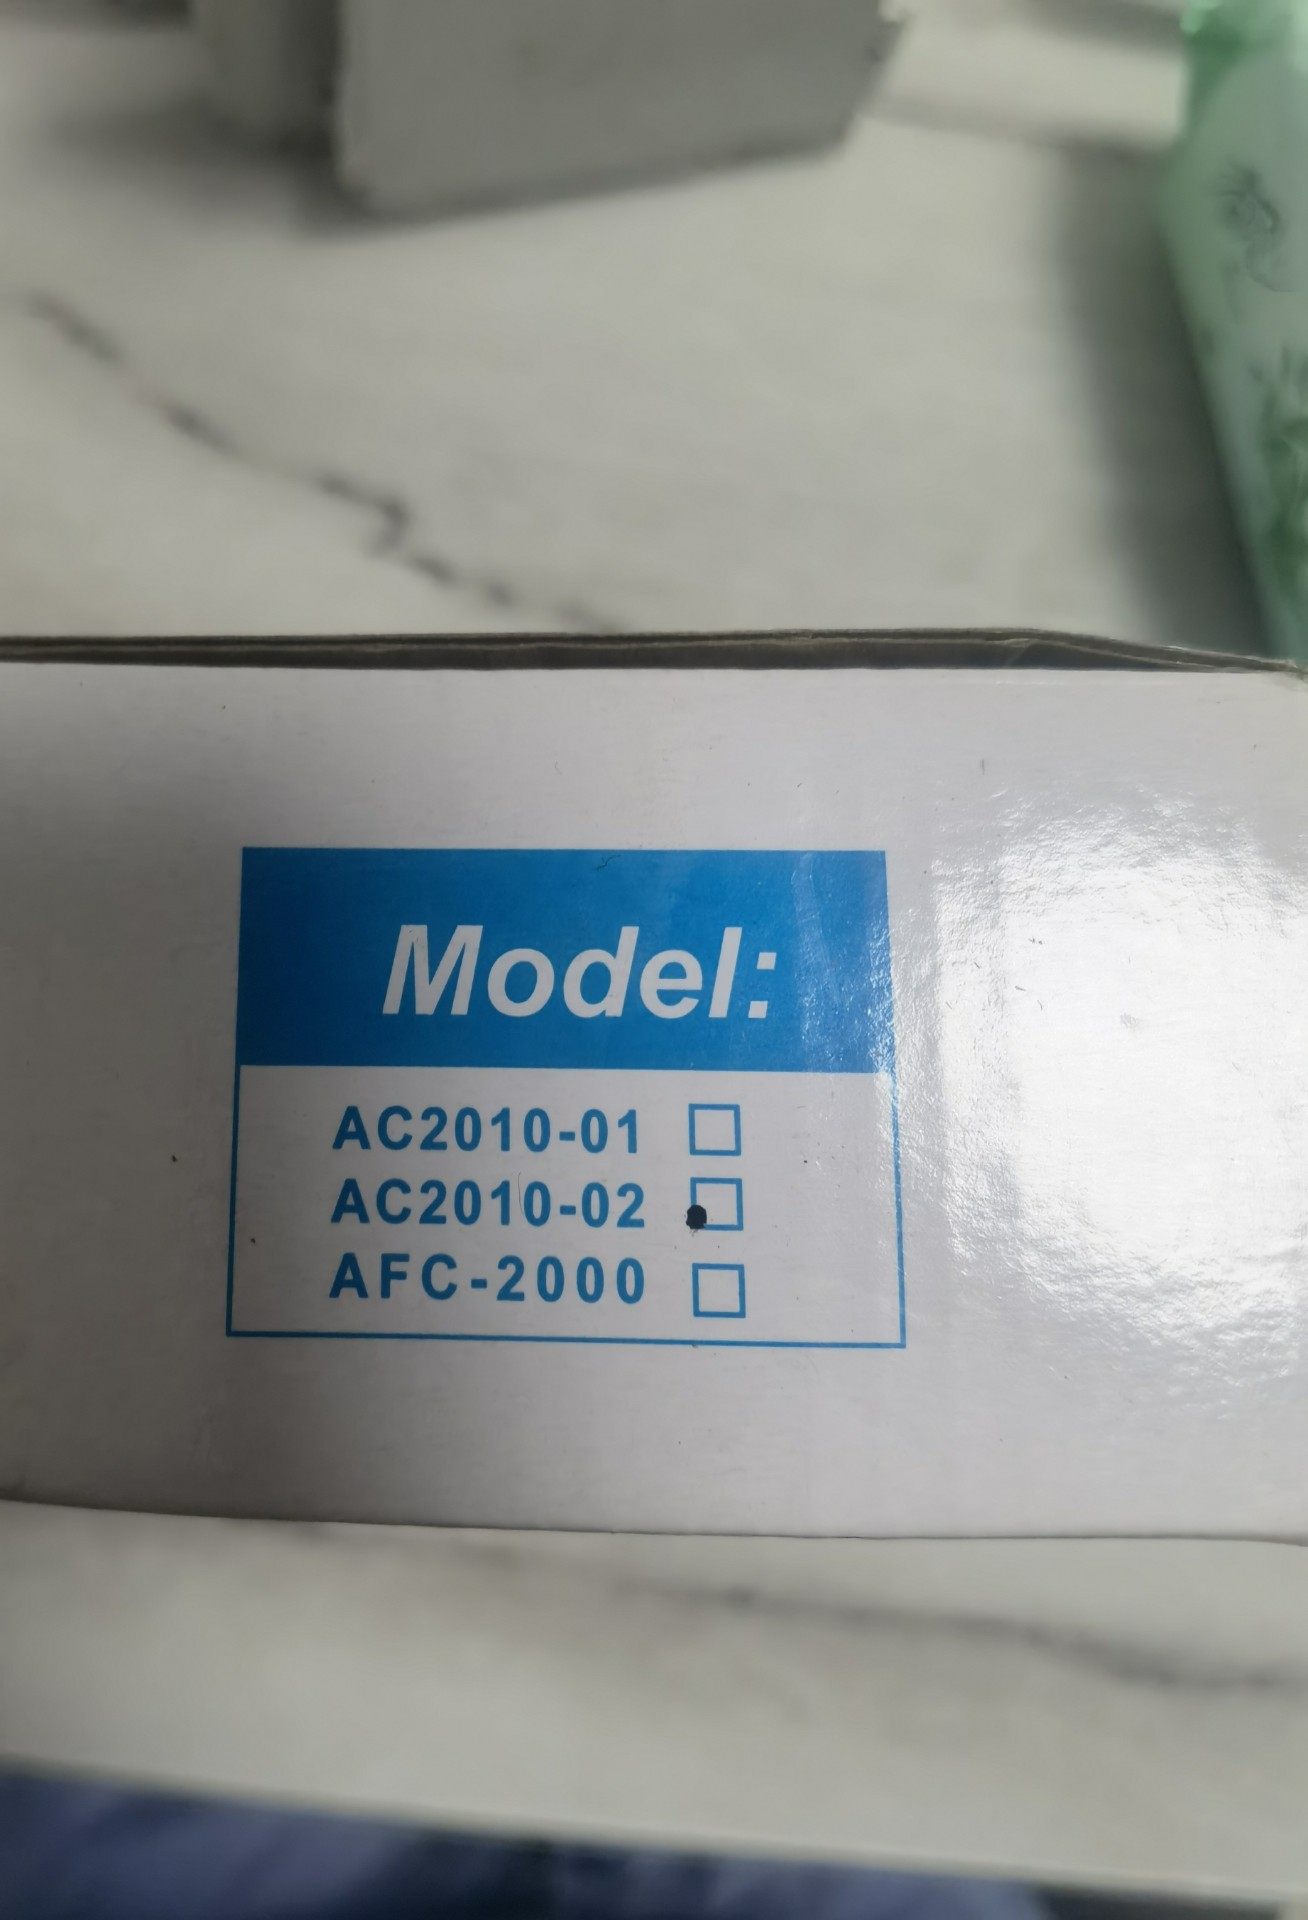 Model:
AC2010-01 □
AC2010-02 □
AFC-2000 □